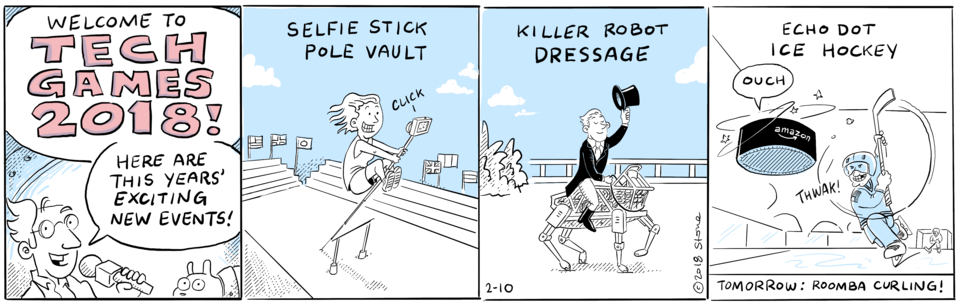 WELCOME TO
TECH
GAMES
2018!
HERE ARE
THIS YEARS'
EXCITING
NEW EVENTS!
SELFIE STICK
POLE VAULT
CLICK
KILLER ROBOT
DRESSAGE
2-10
©2018 Stone
ECHO DOT
ICE HOCKEY
OUCH
amazon
THWAK!
TOMORROW: ROOMBA CURLING!